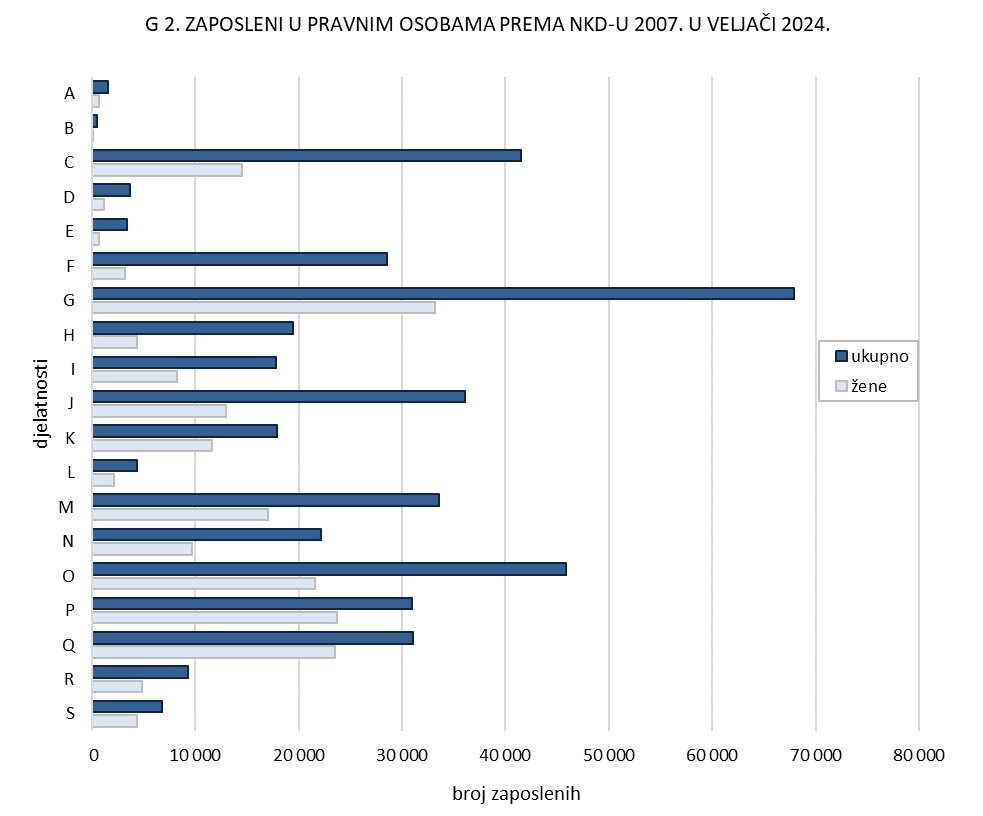 G 2. ZAPOSLENI U PRAVNIM OSOBAMA PREMA NKD-U 2007. U VELJAČI 2024.
A
B
C
D
E
F
G
H
I
J
K
L
M
N
O
P
Q
R
S
djelatnosti
ukupno
žene
0 10 000 20 000 30 000 40 000 50 000 60 000 70 000 80 000
broj zaposlenih